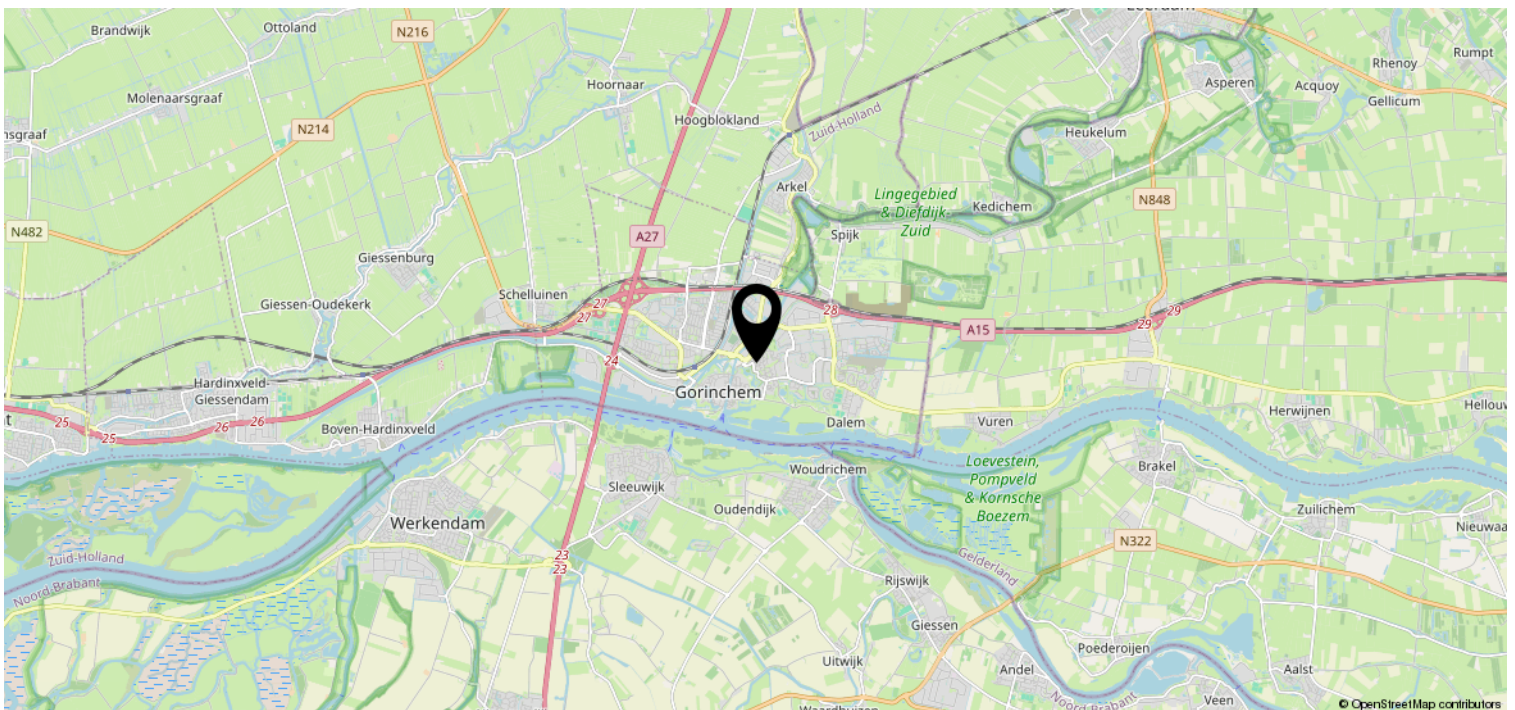 Brandwijk
Ottoland
N216
Leerdam
Rumpt
Rhenoy
Asperen
Acquoy
Gellicum
Hoornaar
Molenaarsgraaf
Hoogblokland
N214
nsgraaf
Zuid-Holland
Heukelum
Arkel
Lingegebied
& Diefdijk-
Zuid
Kedichem
N848
N482
A27
Spijk
Giessenburg
Schelluinen
Giessen-Oudekerk
27
27
28
29
29
A15
24
Gorinchem
Hardinxveld-
Giessendam
25
25
26
26
Boven-Hardinxveld
Dalem
Vuren
Herwijnen
Hellouw
Woudrichem
Loevestein,
Pompveld
& Kornsche
Boezem
Brakel
Sleeuwijk
Oudendijk
Werkendam
Zuilichem
Nieuwaa
N322
23
23
Zuid-Holland
Noord-Brabant
Gelderland
Rijswijk
Giessen
Uitwijk
Andel
Poederoijen
Aalst
Noord-Brabant
Veen
© OpenStreetMap contributors